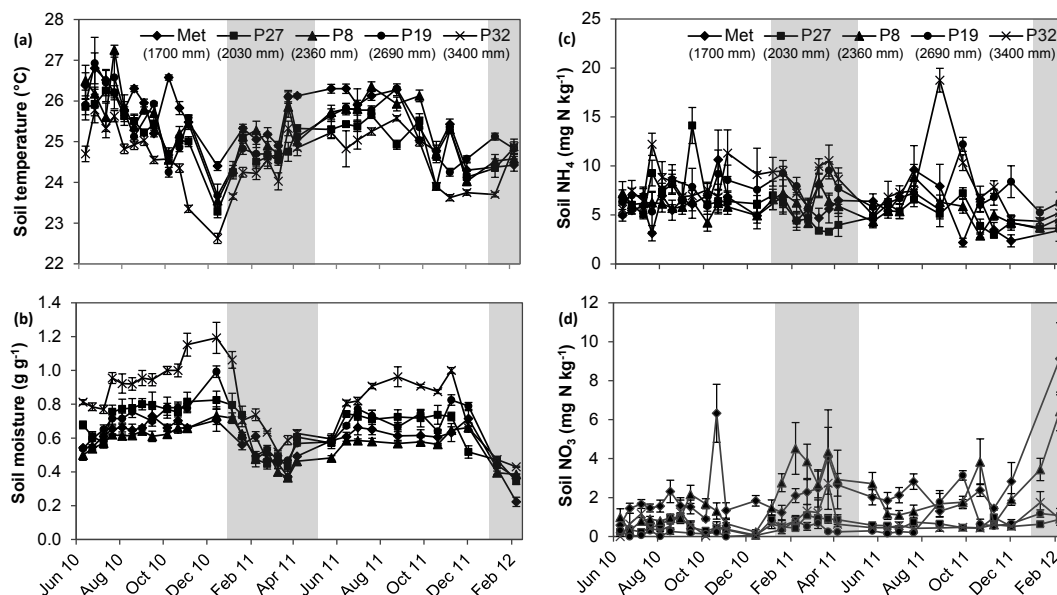 (a) Met P27 P8 P19 P32
(1700 mm) (2030 mm) (2360 mm) (2690 mm) (3400 mm)
Soil temperature (°C)
28
27
26
25
24
23
22
(c) Met P27 P8 P19 P32
(1700 mm) (2030 mm) (2360 mm) (2690 mm) (3400 mm)
Soil NH4 (mg N kg-1)
25
20
15
10
5
0
(b)
Soil moisture (g g-1)
1.4
1.2
1.0
0.8
0.6
0.4
0.2
0.0
Jun 10 Aug 10 Oct 10 Dec 10 Feb 11 Apr 11 Jun 11 Aug 11 Oct 11 Dec 11 Feb 12
(d)
Soil NO3 (mg N kg-1)
12
10
8
6
4
2
0
Jun 10 Aug 10 Oct 10 Dec 10 Feb 11 Apr 11 Jun 11 Aug 11 Oct 11 Dec 11 Feb 12